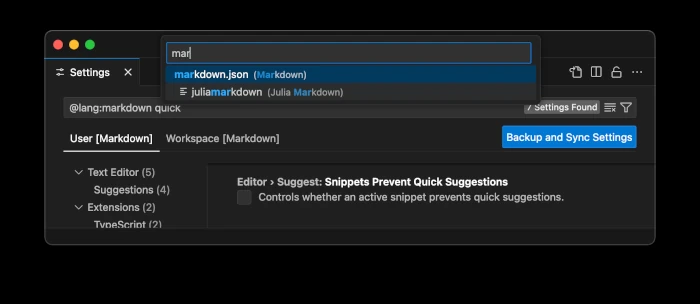 mar
Settings
markdown.json (Markdown)
juliamarkdown (Julia Markdown)
@lang:markdown quick
7 Settings Found
User [Markdown]
Workspace [Markdown]
Backup and Sync Settings
Text Editor (5)
Suggestions (4)
Extensions (2)
TypeScript (2)
Editor › Suggest: Snippets Prevent Quick Suggestions
Controls whether an active snippet prevents quick suggestions.